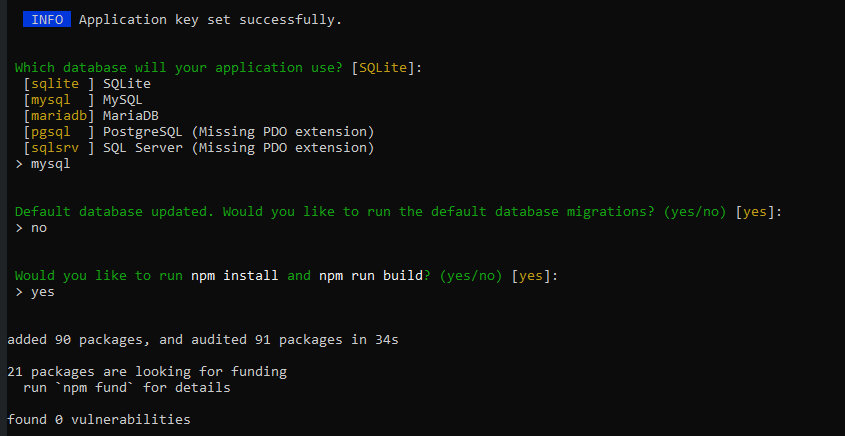 INFO Application key set successfully.
Which database will your application use? [SQLite]:
[sqlite ] SQLite
[mysql  ] MySQL
[mariadb] MariaDB
[pgsql  ] PostgreSQL (Missing PDO extension)
[sqlsrv ] SQL Server (Missing PDO extension)
> mysql
Default database updated. Would you like to run the default database migrations? (yes/no) [yes]:
> no
Would you like to run npm install and npm run build? (yes/no) [yes]:
> yes
added 90 packages, and audited 91 packages in 34s
21 packages are looking for funding
run `npm fund` for details
found 0 vulnerabilities